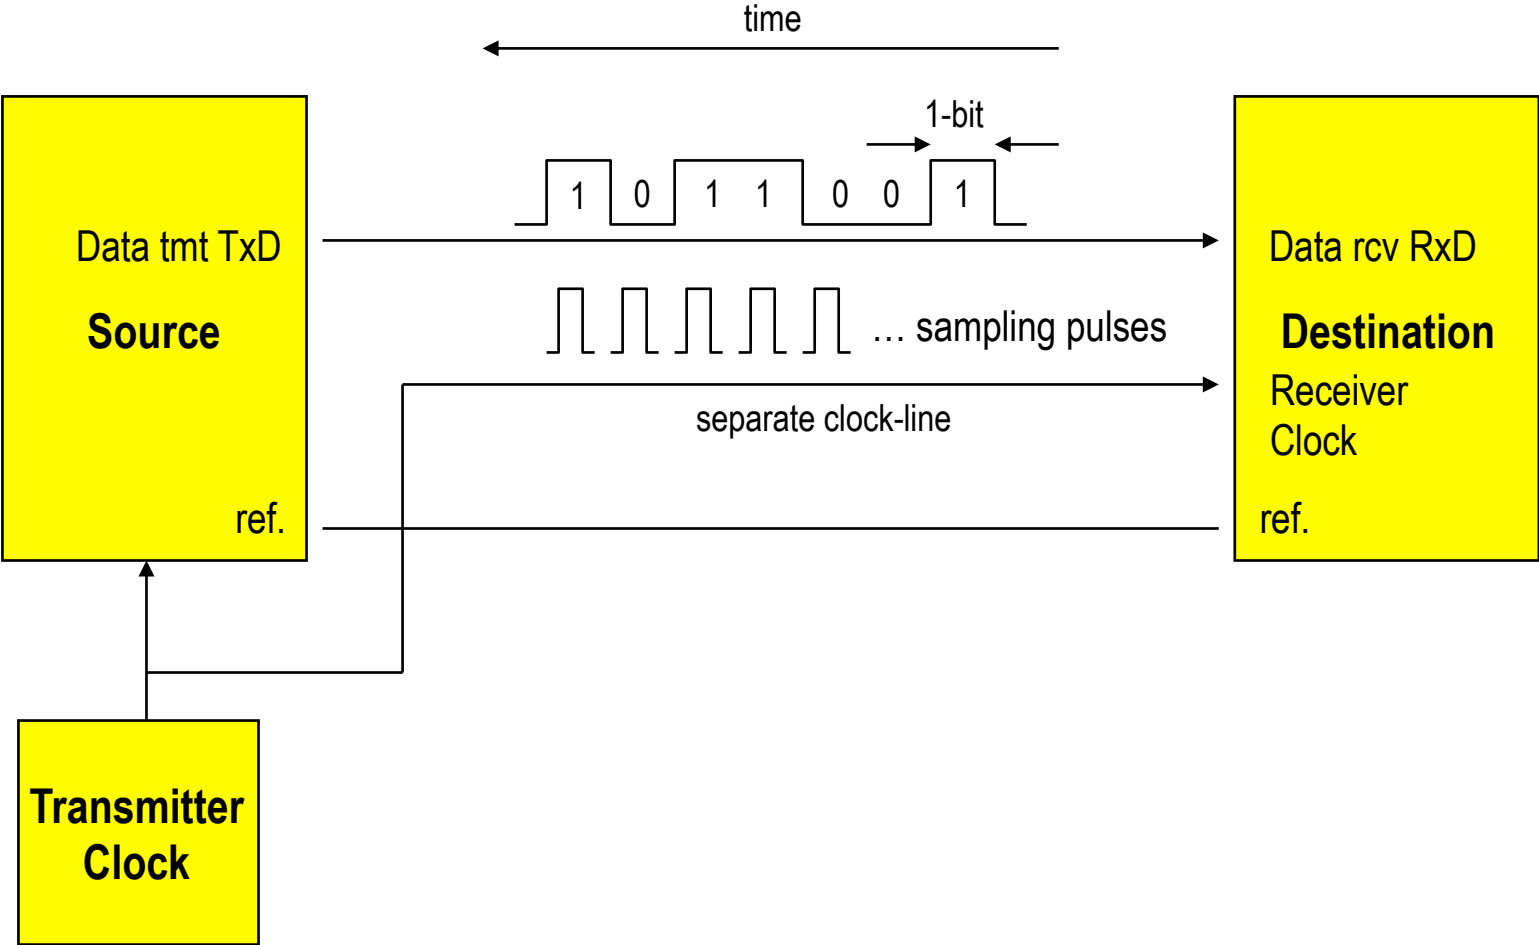 time
1-bit
1 0 1 1 0 0 1
Data tmt TxD
Data rcv RxD
Source
… sampling pulses
Destination
Receiver
Clock
separate clock-line
ref.
ref.
Transmitter
Clock